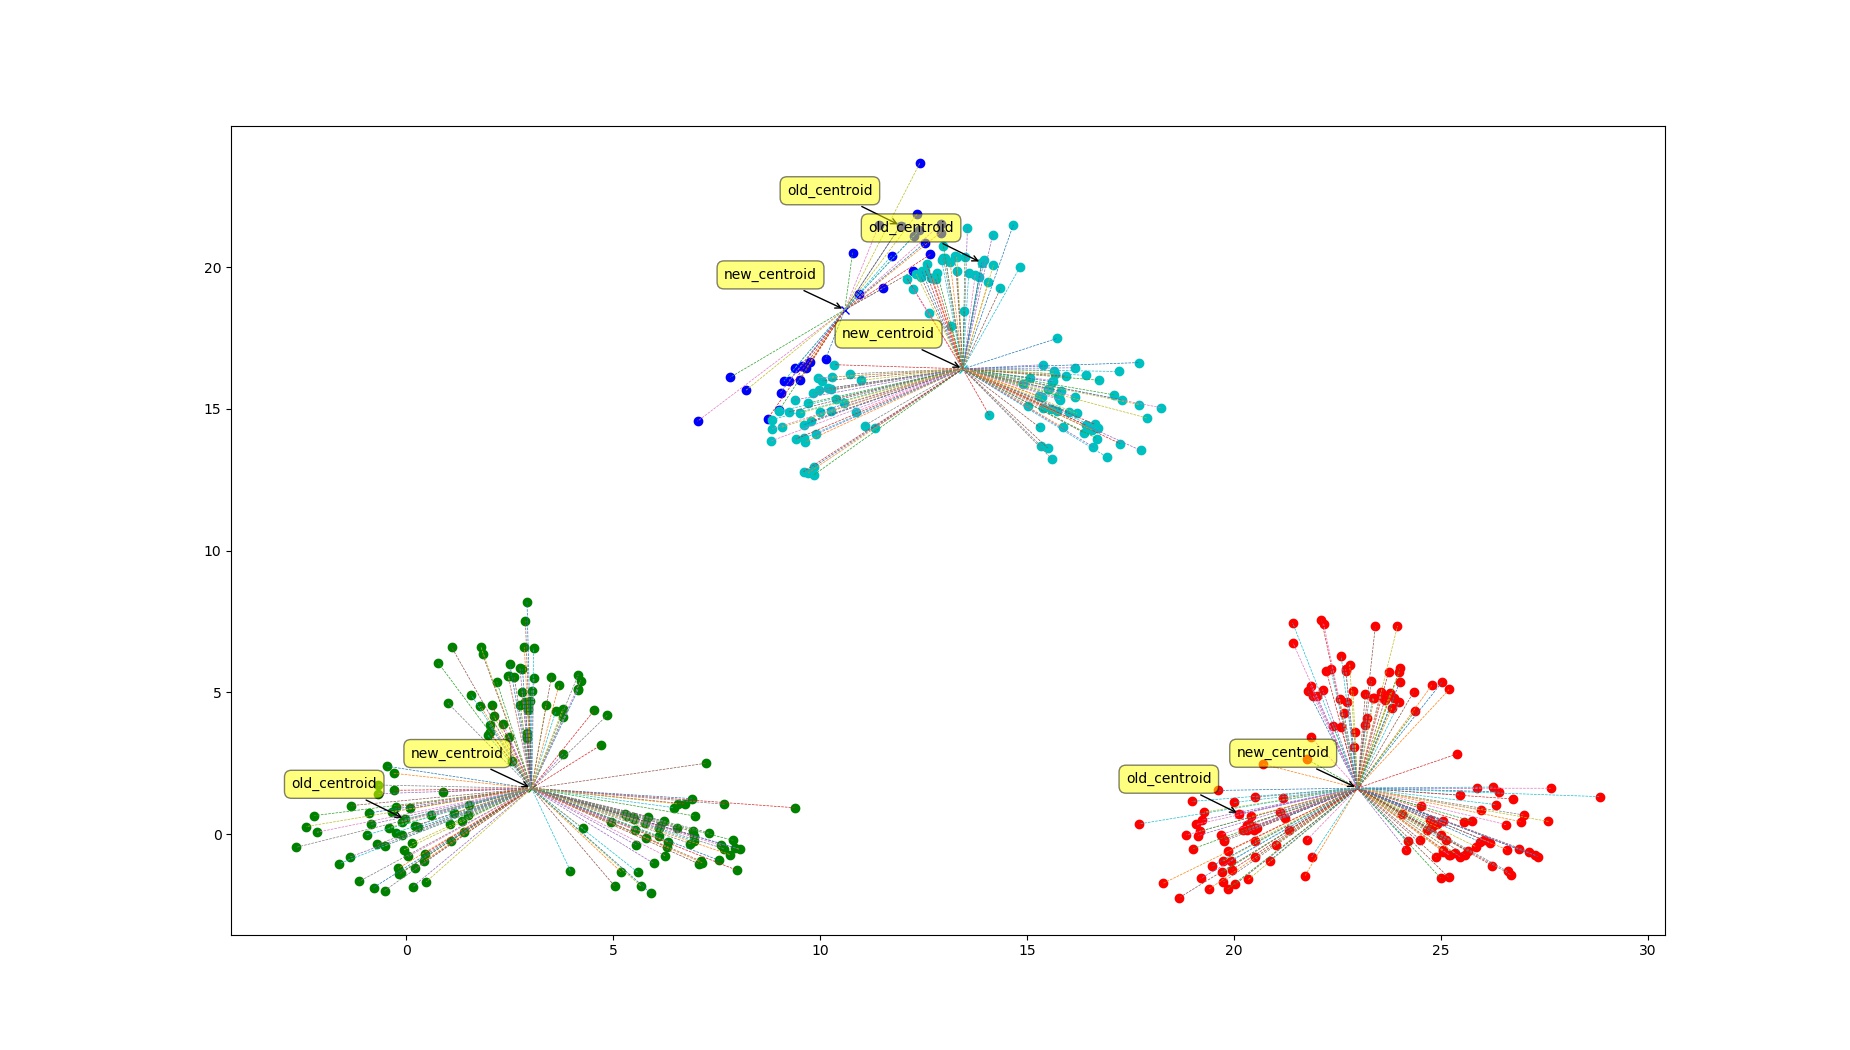 old_centroid
old_centroid
new_centroid
new_centroid
new_centroid
old_centroid
new_centroid
old_centroid
20
15
10
5
0
0 5 10 15 20 25 30